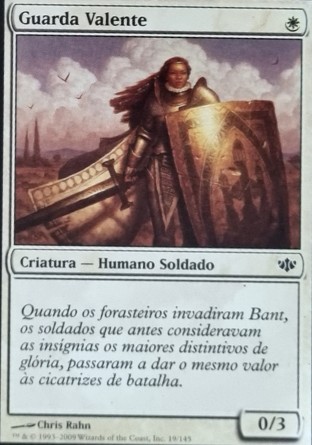 Guarda Valente
Criatura — Humano Soldado
Quando os forasteiros invadiram Bant,
os soldados que antes consideravam
as insígnias os maiores distintivos de
glória, passaram a dar o mesmo valor
às cicatrizes de batalha.
Chris Rahn
™ & © 1993–2009 Wizards of the Coast, Inc. 19/145
0/3